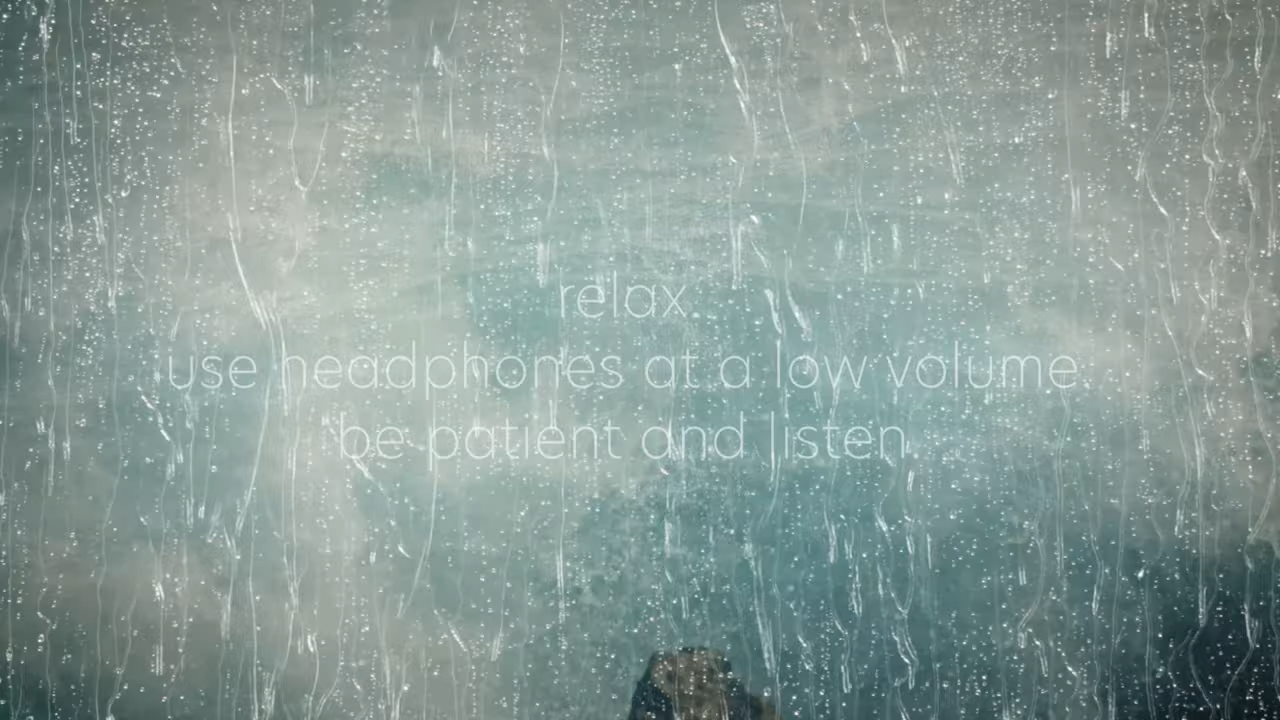 relax.
use headphones at a low volume.
be patient and listen.